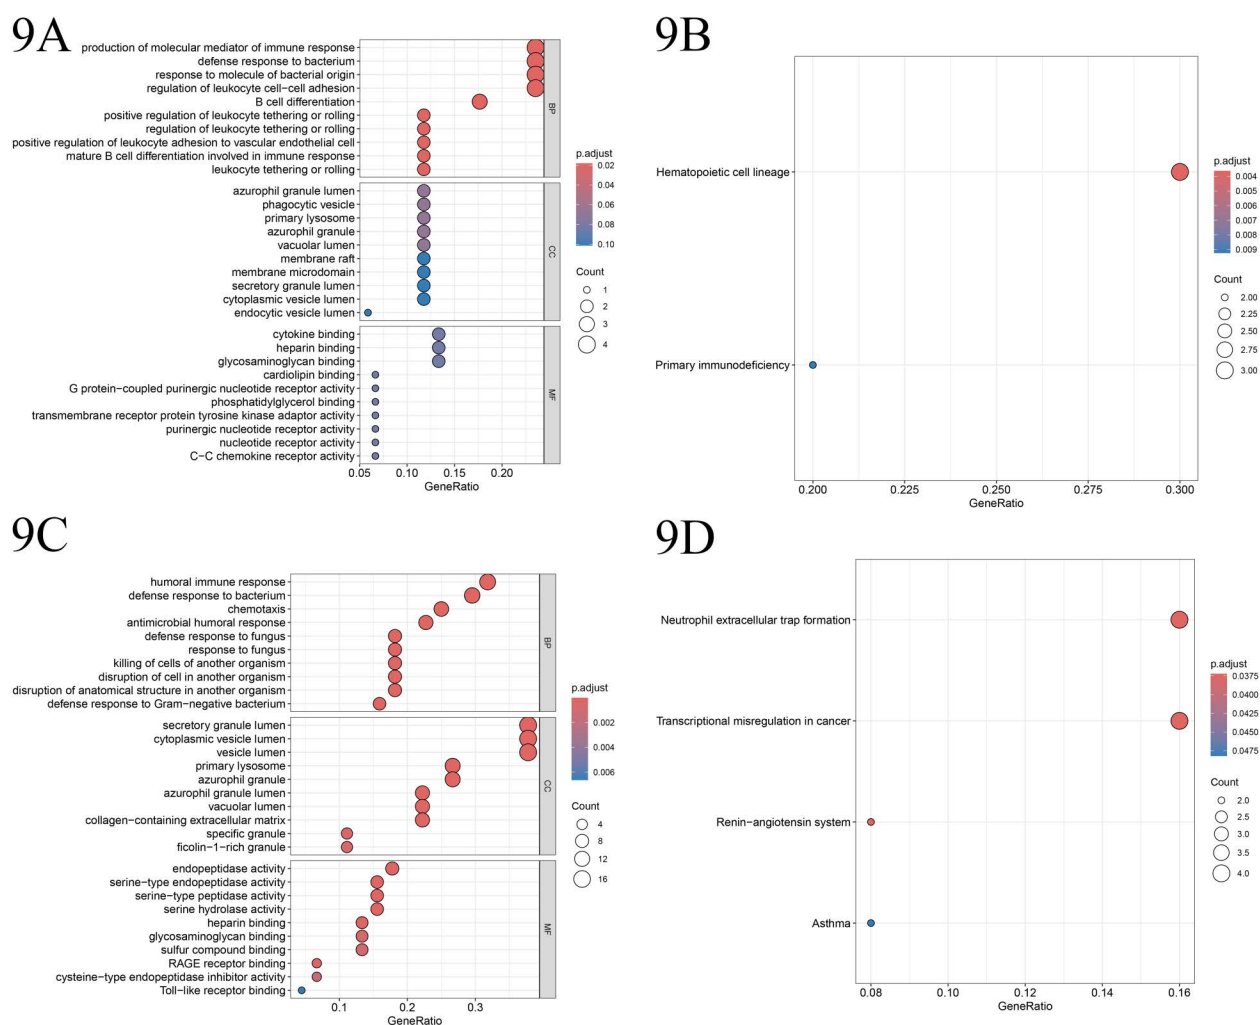 9A
production of molecular mediator of immune response
defense response to bacterium
response to molecule of bacterial origin
regulation of leukocyte cell−cell adhesion
B cell differentiation
positive regulation of leukocyte tethering or rolling
regulation of leukocyte tethering or rolling
positive regulation of leukocyte adhesion to vascular endothelial cell
mature B cell differentiation involved in immune response
leukocyte tethering or rolling
BP
azurophil granule lumen
phagocytic vesicle
primary lysosome
azurophil granule
vacuolar lumen
membrane raft
membrane microdomain
secretory granule lumen
cytoplasmic vesicle lumen
endocytic vesicle lumen
CC
cytokine binding
heparin binding
glycosaminoglycan binding
cardiolipin binding
G protein−coupled purinergic nucleotide receptor activity
phosphatidylglycerol binding
transmembrane receptor protein tyrosine kinase adaptor activity
purinergic nucleotide receptor activity
nucleotide receptor activity
C−C chemokine receptor activity
MF
0.05 0.10 0.15 0.20
GeneRatio
p.adjust
0.02
0.04
0.06
0.08
0.10
Count
1
2
3
4
9B
Hematopoietic cell lineage
Primary immunodeficiency
0.200 0.225 0.250 0.275 0.300
GeneRatio
p.adjust
0.004
0.005
0.006
0.007
0.008
0.009
Count
2.00
2.25
2.50
2.75
3.00
9C
humoral immune response
defense response to bacterium
chemotaxis
antimicrobial humoral response
defense response to fungus
response to fungus
killing of cells of another organism
disruption of cell in another organism
disruption of anatomical structure in another organism
defense response to Gram−negative bacterium
BP
secretory granule lumen
cytoplasmic vesicle lumen
vesicle lumen
primary lysosome
azurophil granule
azurophil granule lumen
vacuolar lumen
collagen−containing extracellular matrix
specific granule
ficolin−1−rich granule
CC
endopeptidase activity
serine−type endopeptidase activity
serine−type peptidase activity
serine hydrolase activity
heparin binding
glycosaminoglycan binding
sulfur compound binding
RAGE receptor binding
cysteine−type endopeptidase inhibitor activity
Toll−like receptor binding
MF
0.1 0.2 0.3
GeneRatio
p.adjust
0.002
0.004
0.006
Count
4
8
12
16
9D
Neutrophil extracellular trap formation
Transcriptional misregulation in cancer
Renin−angiotensin system
Asthma
0.08 0.10 0.12 0.14 0.16
GeneRatio
p.adjust
0.0375
0.0400
0.0425
0.0450
0.0475
Count
2.0
2.5
3.0
3.5
4.0